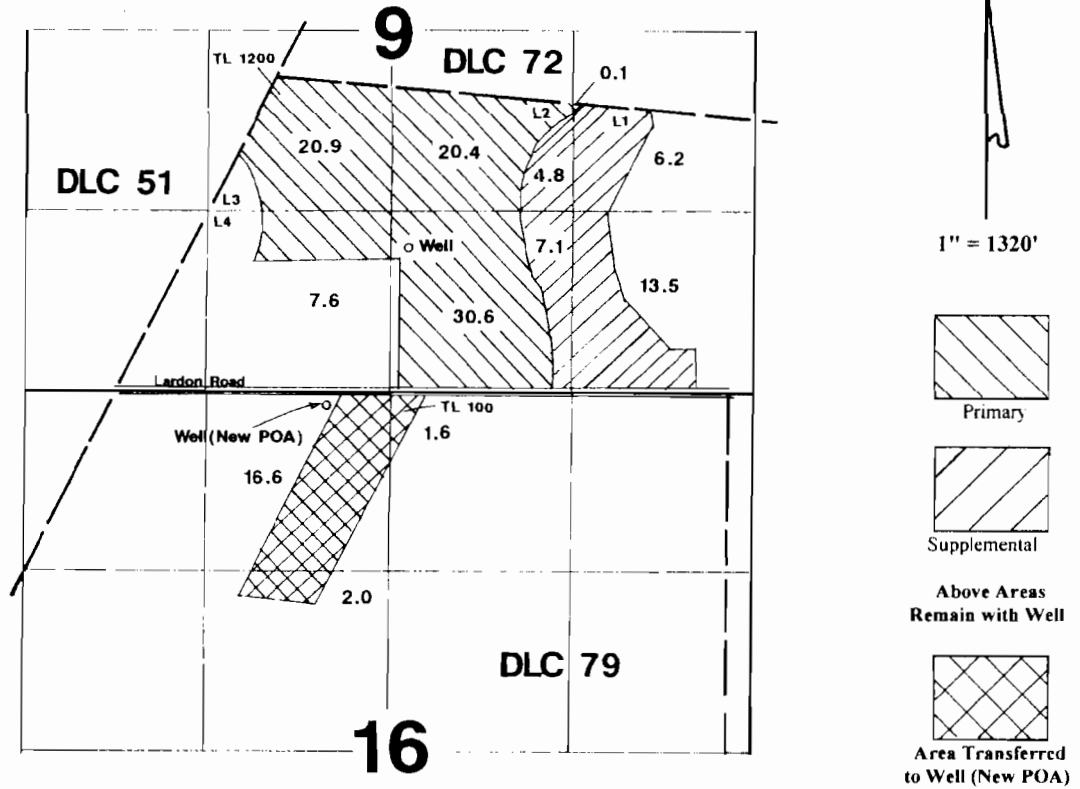 9
DLC 72
TL 1200
0.1
L2
L1
20.9
20.4
6.2
4.8
DLC 51
L3
L4
Well
7.1
1" = 1320'
7.6
13.5
30.6
Lardon Road
TL 100
Primary
Well (New POA)
1.6
16.6
Supplemental
2.0
Above Areas
Remain with Well
DLC 79
16
Area Transferred
to Well (New POA)